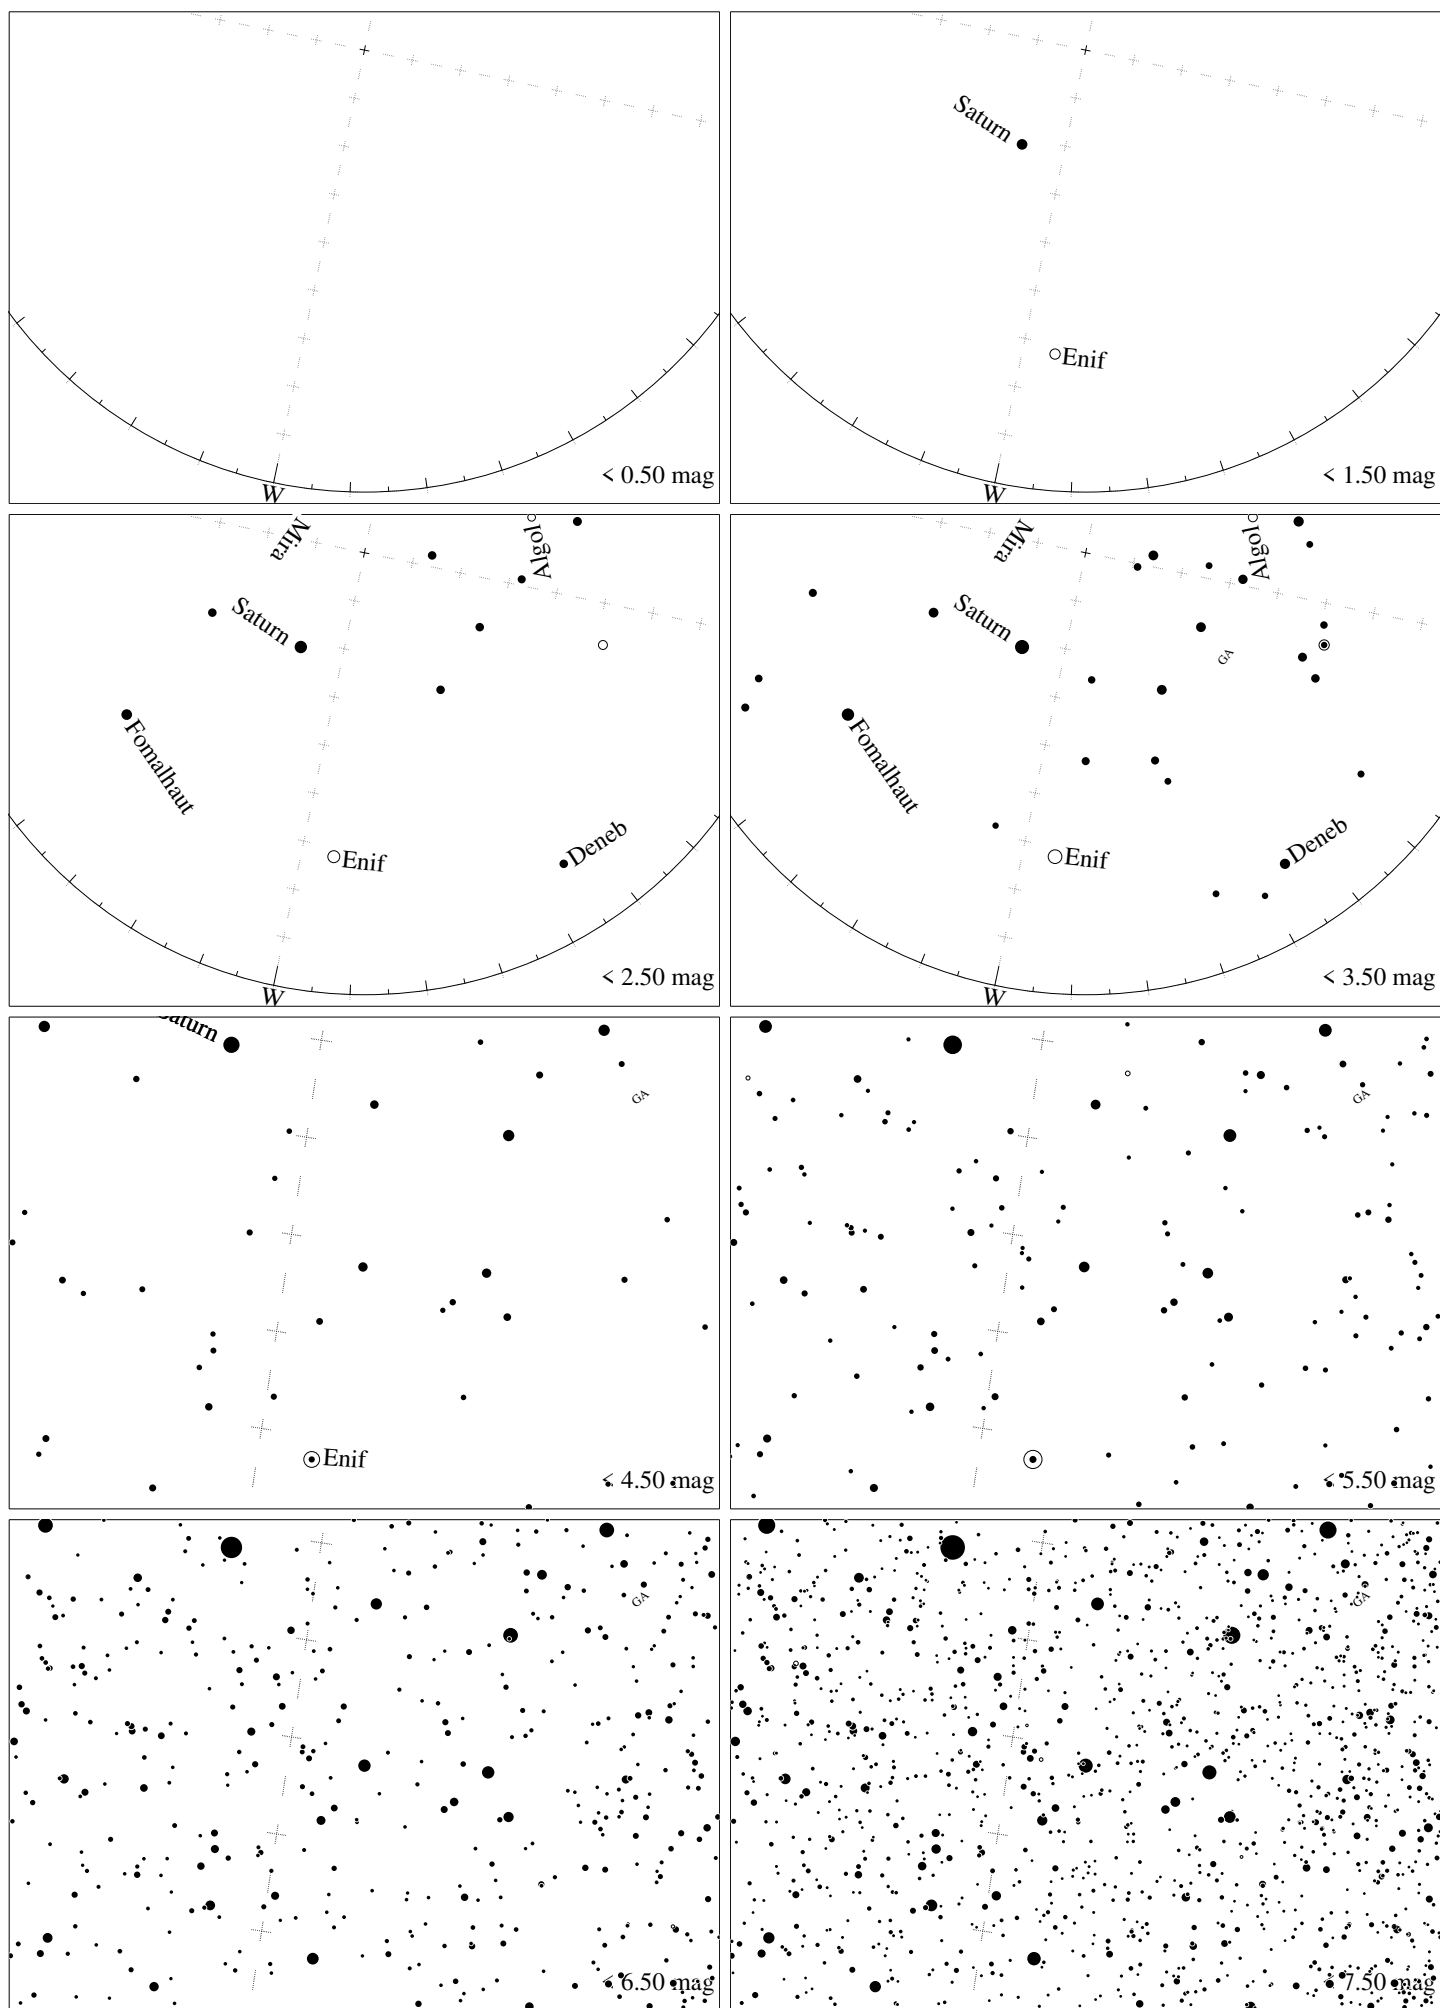 W
< 0.50 mag
Saturn
Enif
W
< 1.50 mag
Mira
Algol
Saturn
Fomalhaut
Enif
Deneb
W
< 2.50 mag
Mira
Algol
Saturn
GA
Fomalhaut
Enif
Deneb
W
< 3.50 mag
Saturn
GA
Enif
< 4.50 mag
GA
< 5.50 mag
GA
< 6.50 mag
GA
< 7.50 mag